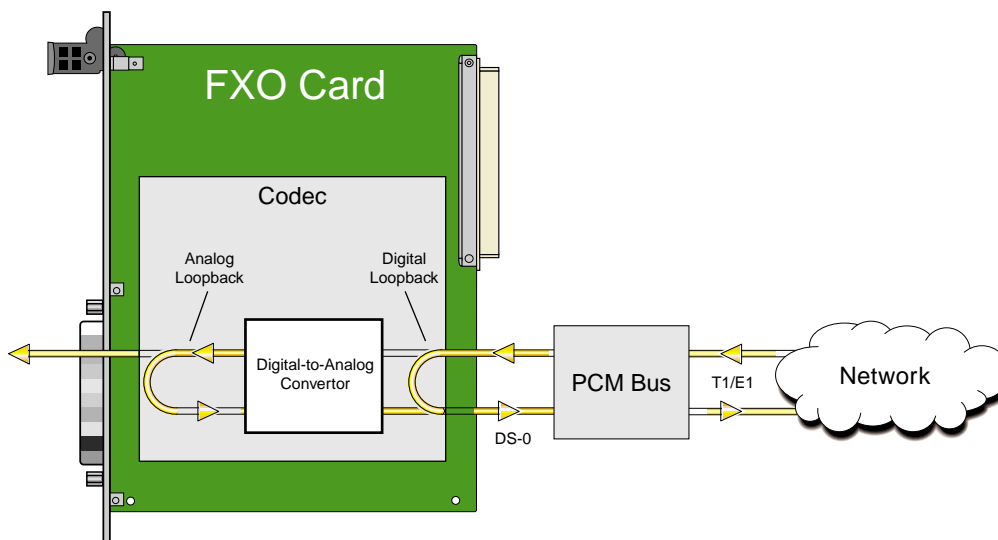 FXO Card
Codec
Analog
Loopback
Digital
Loopback
Digital-to-Analog
Convertor
PCM Bus
T1/E1
Network
DS-0